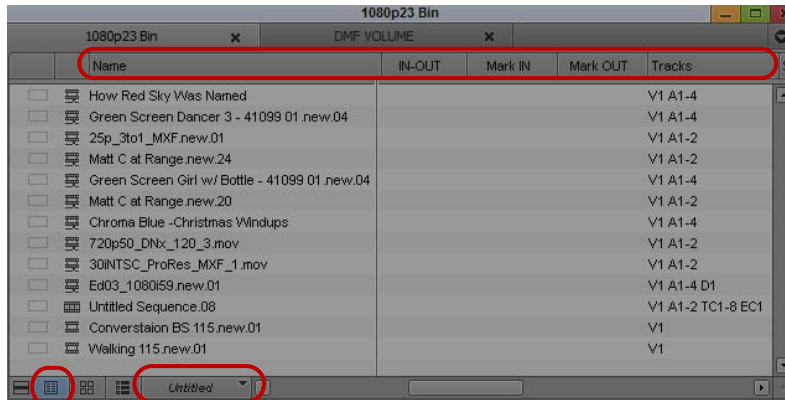 1080p23 Bin
1080p23 Bin DMF VOLUME
Name IN-OUT Mark IN Mark OUT Tracks
How Red Sky Was Named V1 A1-4
Green Screen Dancer 3 - 41099 01.new.04 V1 A1-4
25p_3to1_MXF.new.01 V1 A1-2
Matt C at Range.new.24 V1 A1-2
Green Screen Girl w/ Bottle - 41099 01.new.04 V1 A1-4
Matt C at Range.new.20 V1 A1-2
Chroma Blue -Christmas Windups V1 A1-4
720p50_DNx_120_3.mov V1 A1-2
30iNTSC_ProRes_MXF_1.mov V1 A1-2
Ed03_1080i59.new.01 V1 A1-4 D1
Untitled Sequence.08 V1 A1-2 TC1-8 EC1
Converstaion BS 115.new.01 V1
Walking 115.new.01 V1
Untitled